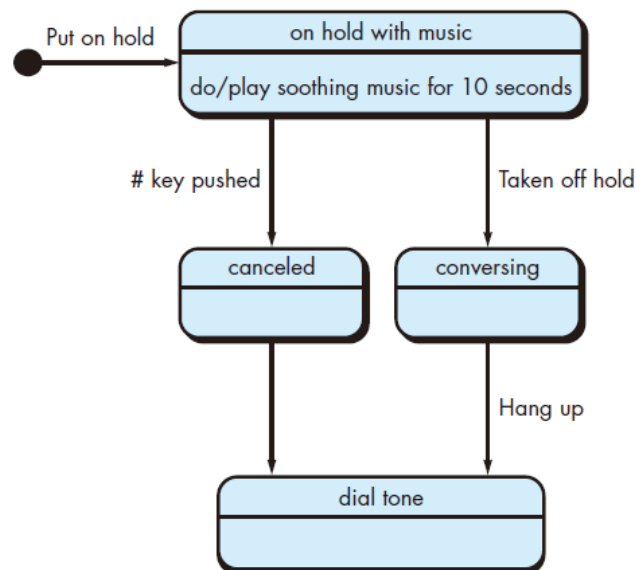 Put on hold
on hold with music
do/play soothing music for 10 seconds
# key pushed
Taken off hold
canceled
conversing
Hang up
dial tone